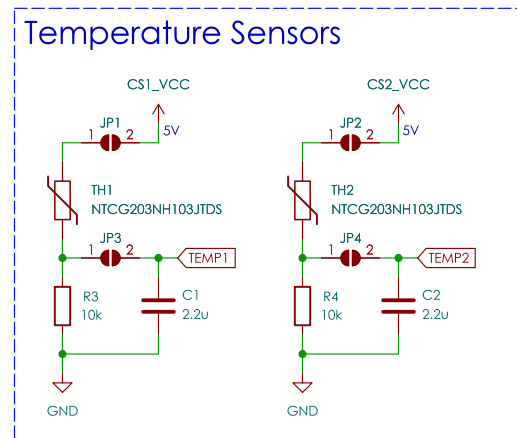 Temperature Sensors
CS1_VCC
CS2_VCC
JP1
1 2
5V
JP2
1 2
5V
TH1
NTCG203NH103JTDS
TH2
NTCG203NH103JTDS
JP3
1 2
TEMP1
JP4
1 2
TEMP2
R3
10k
C1
2.2u
R4
10k
C2
2.2u
GND
GND